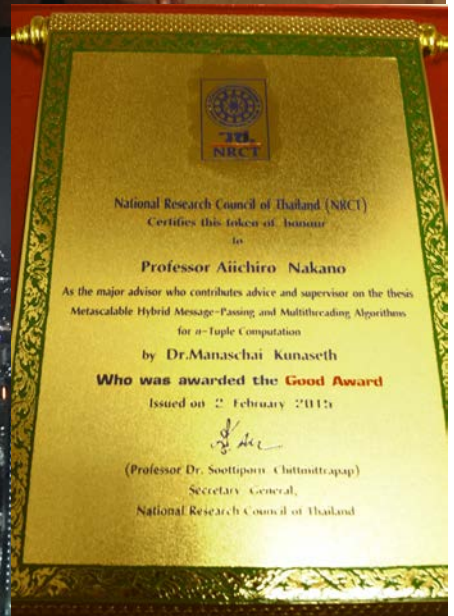 วช.
NRCT
National Research Council of Thailand (NRCT)
Certifies this token of honour
to
Professor Aiichiro Nakano
As the major advisor who contributes advice and supervisor on the thesis
Metascalable Hybrid Message-Passing and Multithreading Algorithms
for n-Tuple Computation
by Dr.Manaschai Kunaseth
Who was awarded the Good Award
Issued on 2 February 2015
(Professor Dr. Soottiporn Chittmittrapap)
Secretary General,
National Research Council of Thailand